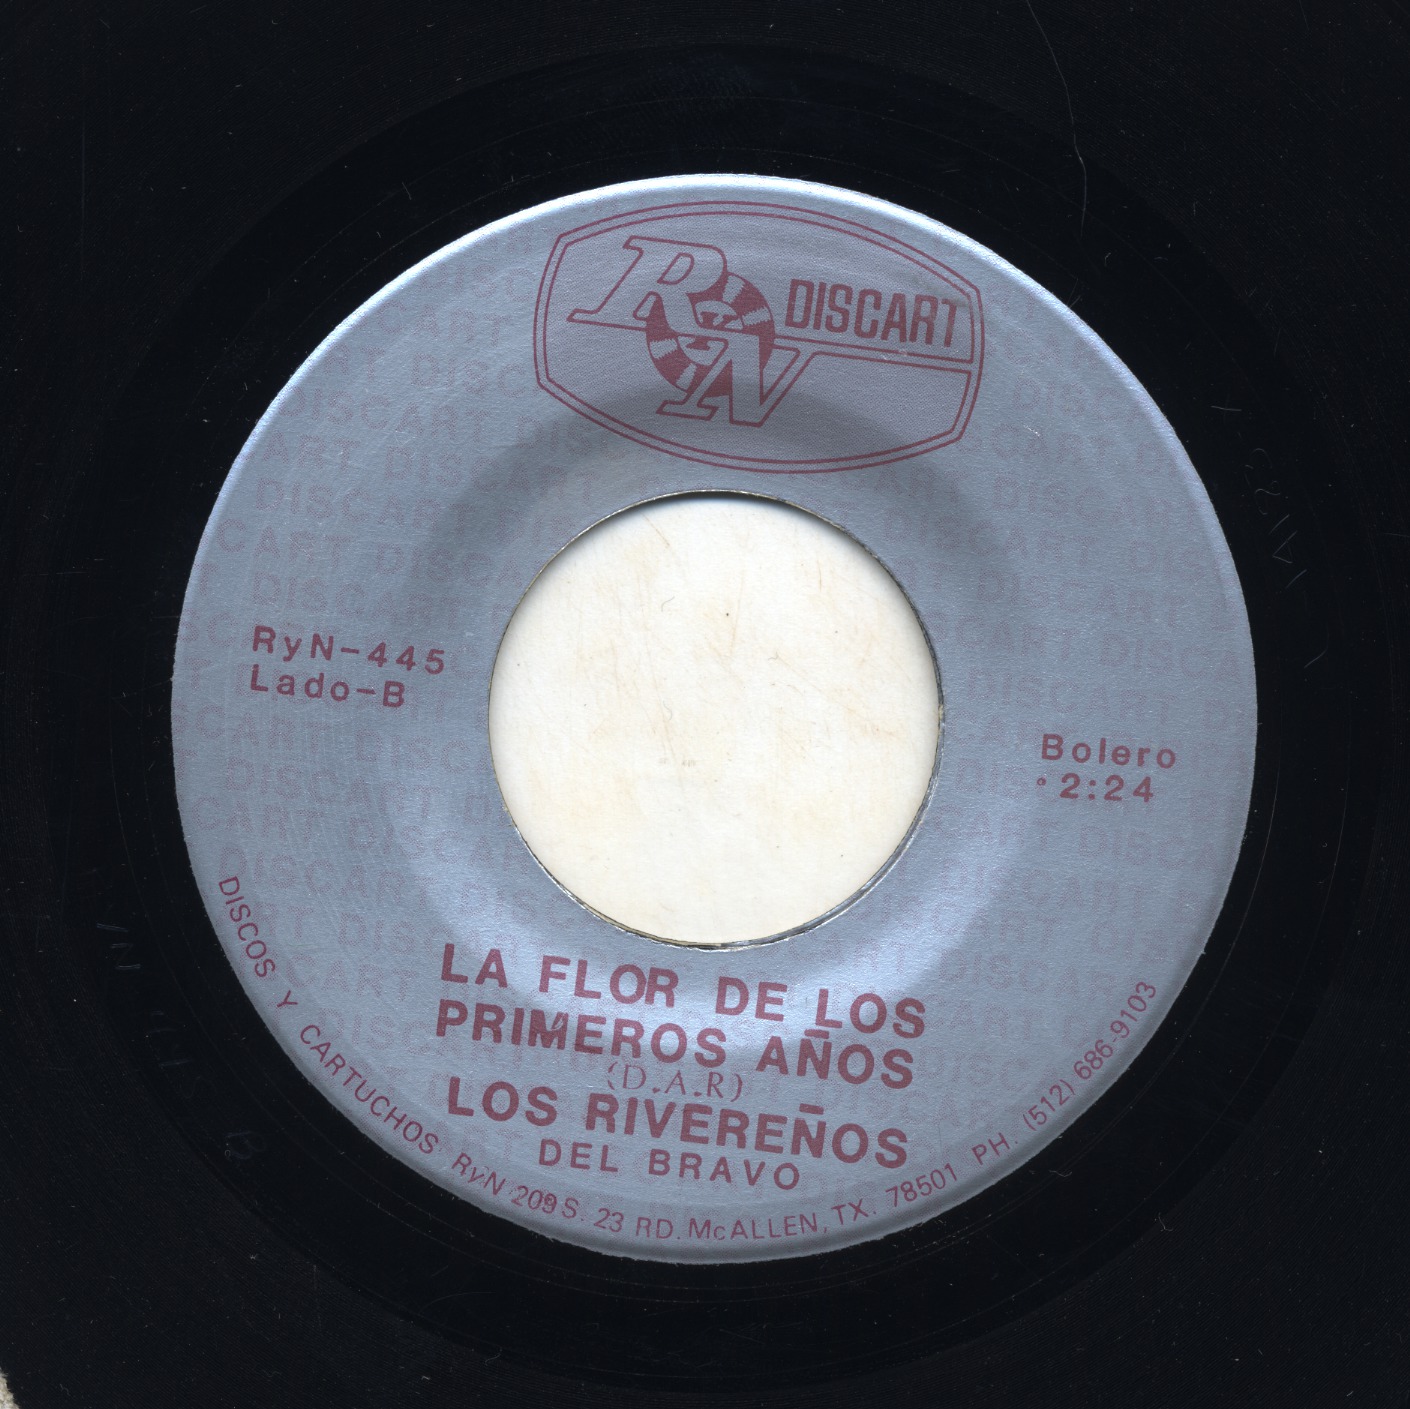 RyN DISCART
RyN-445
Lado-B
Bolero
2:24
LA FLOR DE LOS
PRIMEROS AÑOS
(D.A.R)
LOS RIVEREÑOS
DEL BRAVO
DISCOS Y CARTUCHOS RyN 209 S. 23 RD. McALLEN, TX. 78501 PH. (512) 686-9103